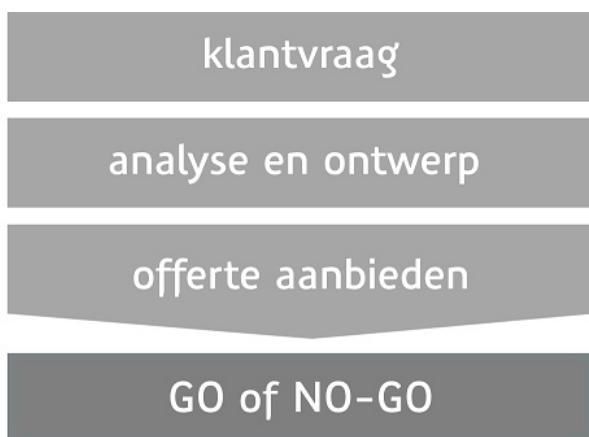 klantvraag
analyse en ontwerp
offerte aanbieden
GO of NO-GO